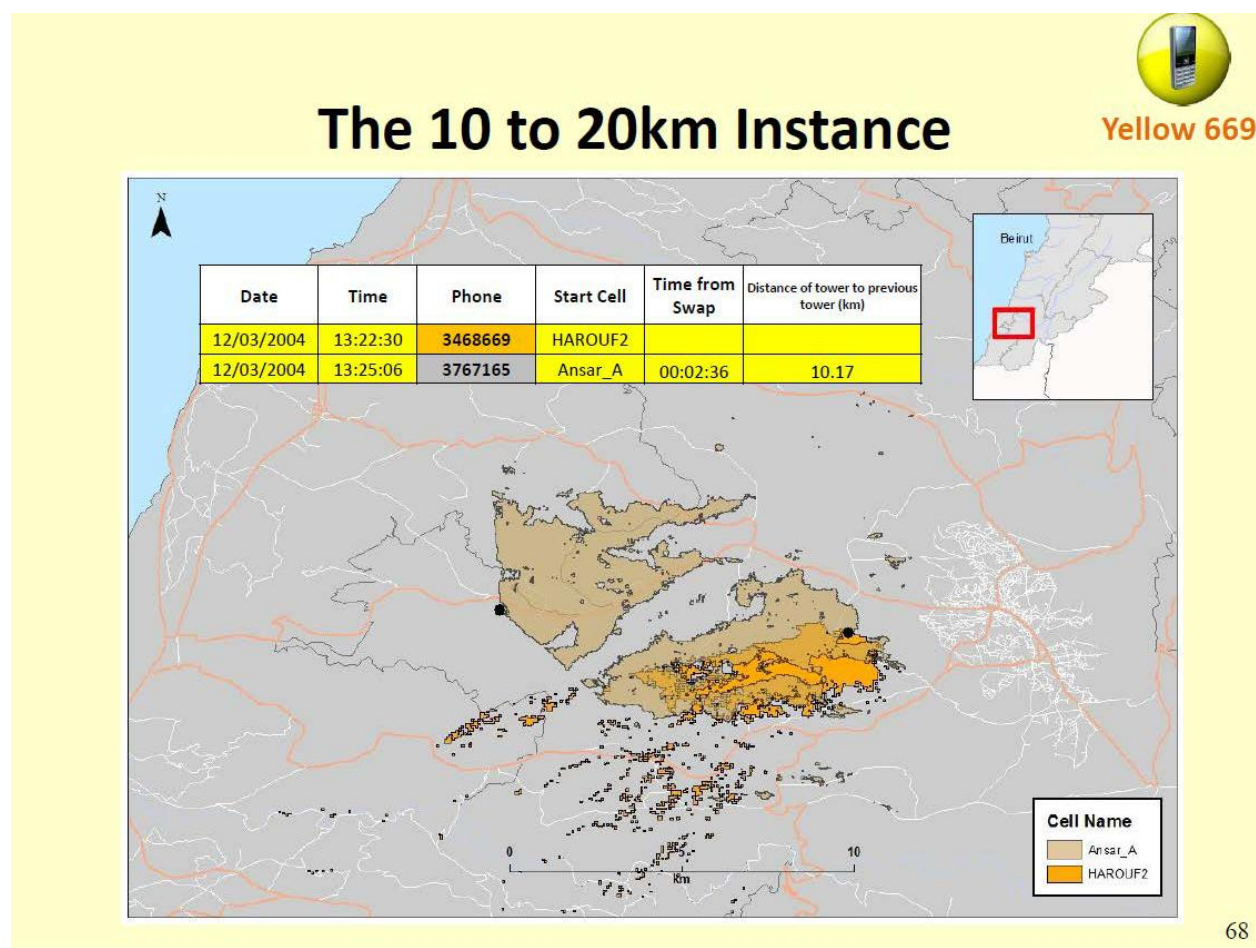 Yellow 669
The 10 to 20km Instance
N
Beirut
Date Time Phone Start Cell Time from Swap Distance of tower to previous tower (km)
12/03/2004 13:22:30 3468669 HAROUF2
12/03/2004 13:25:06 3767165 Ansar_A 00:02:36 10.17
0 5 10
Km
Cell Name
Ansar_A
HAROUF2
68